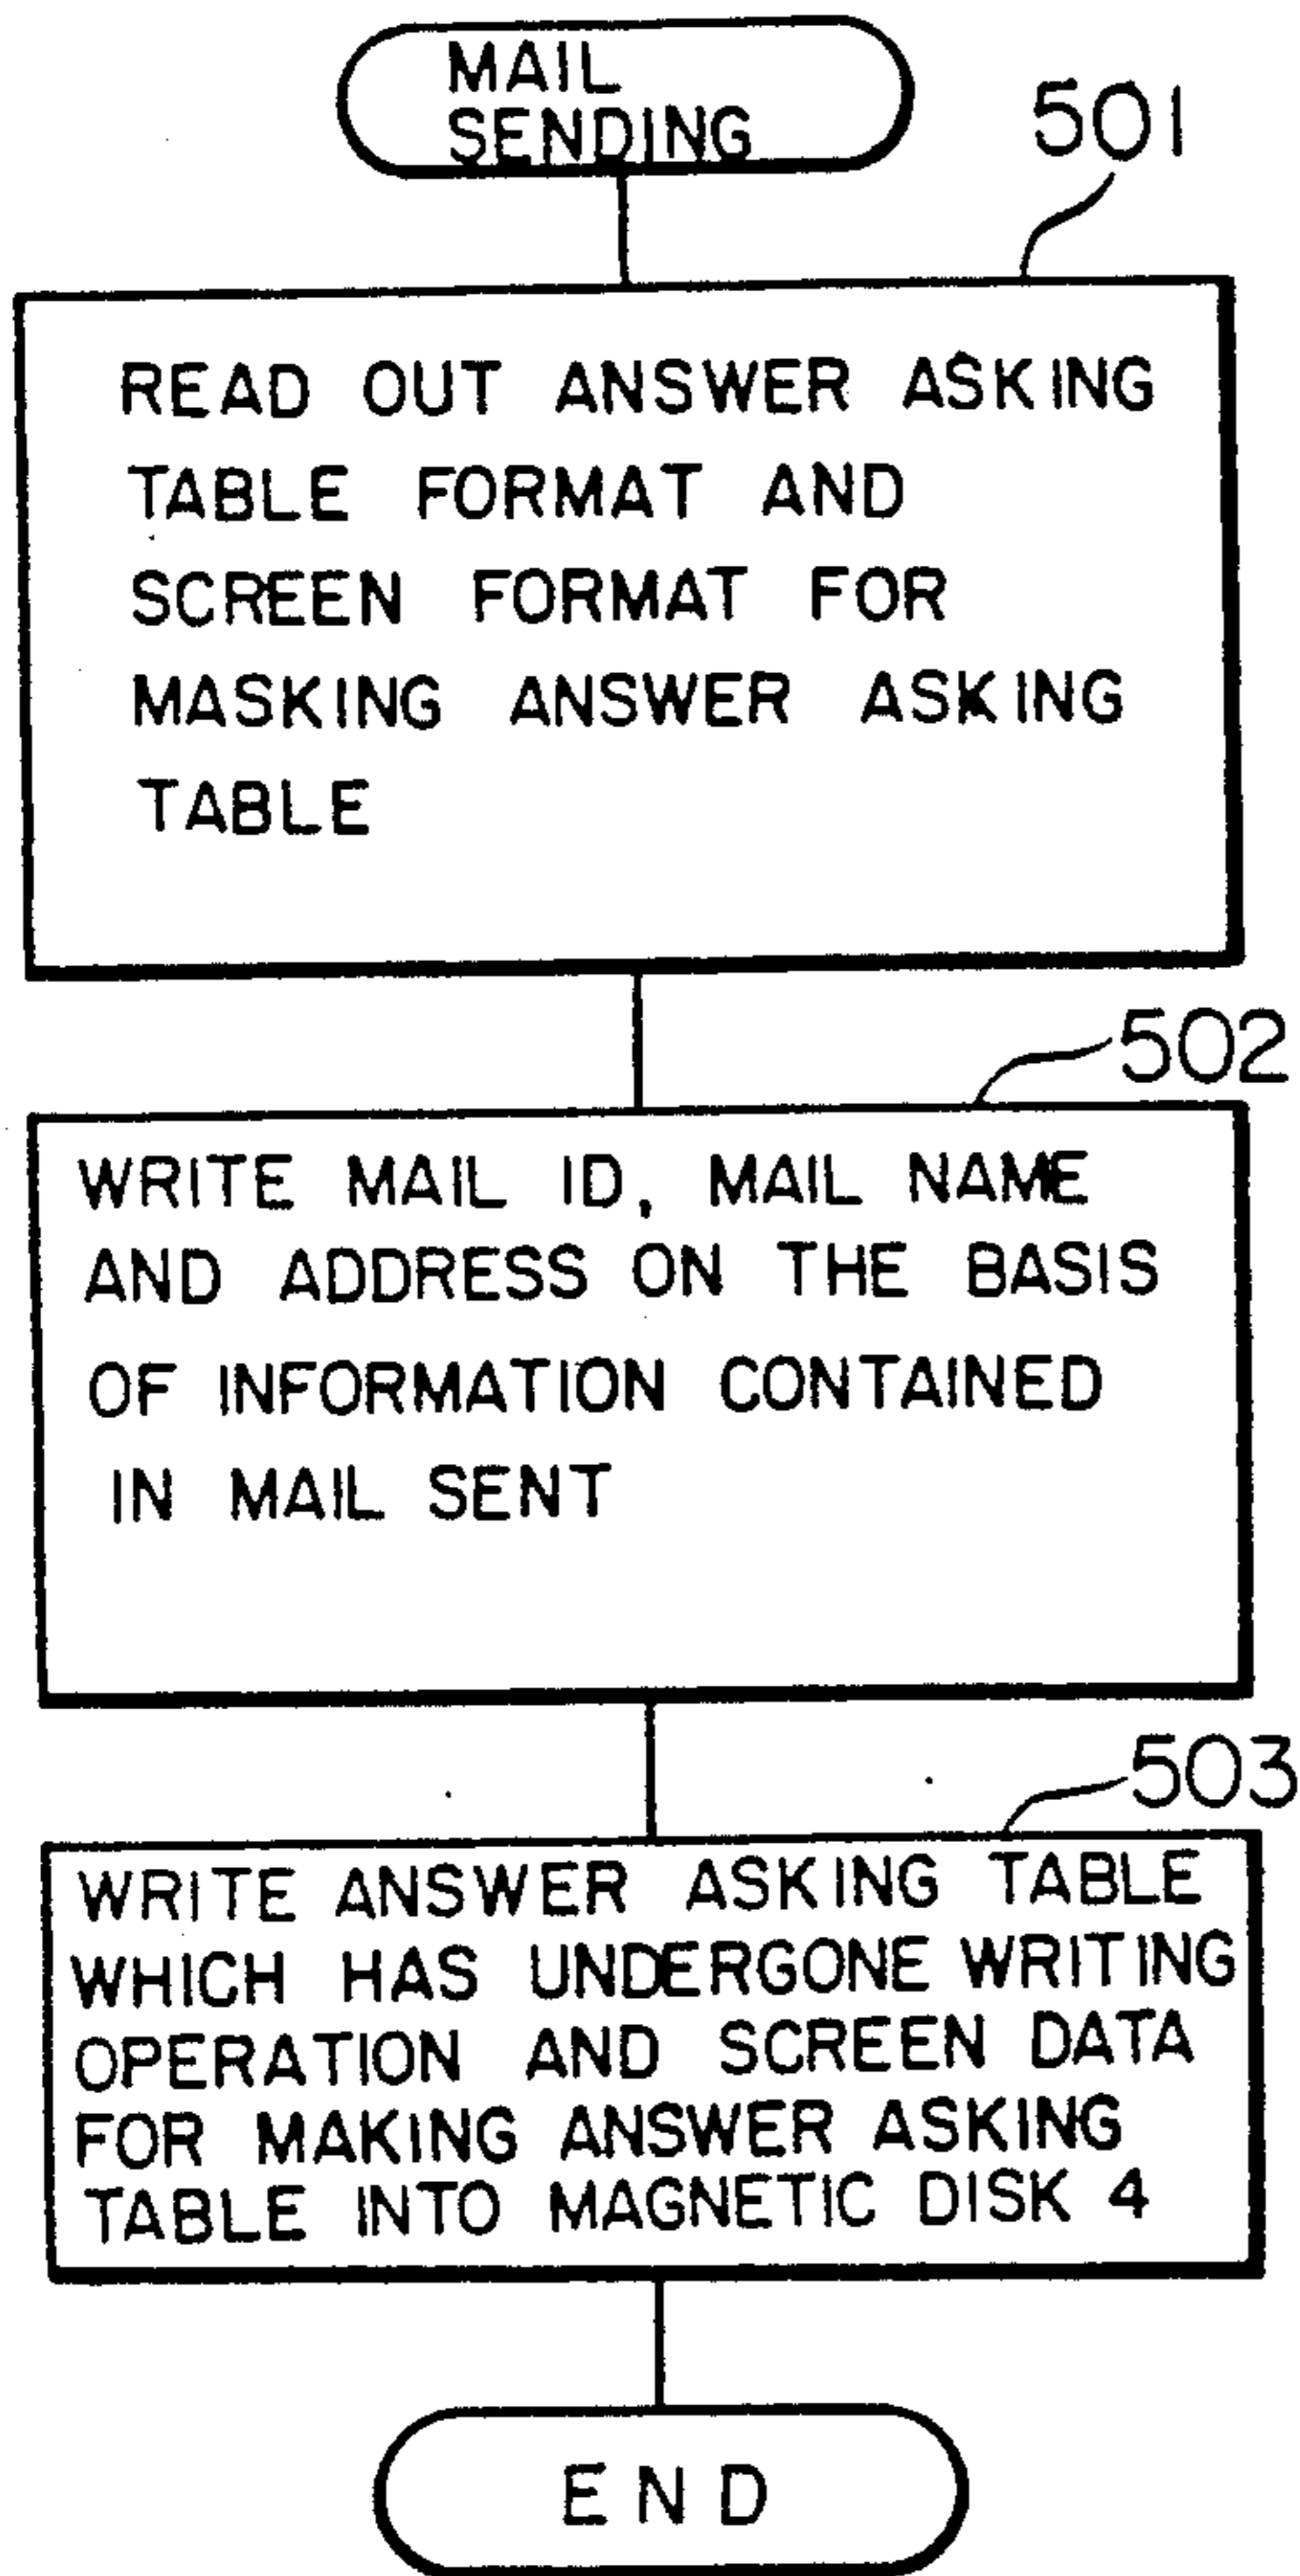 MAIL
SENDING
501
READ OUT ANSWER ASKING
TABLE FORMAT AND
SCREEN FORMAT FOR
MASKING ANSWER ASKING
TABLE
502
WRITE MAIL ID, MAIL NAME
AND ADDRESS ON THE BASIS
OF INFORMATION CONTAINED
IN MAIL SENT
503
WRITE ANSWER ASKING TABLE
WHICH HAS UNDERGONE WRITING
OPERATION AND SCREEN DATA
FOR MAKING ANSWER ASKING
TABLE INTO MAGNETIC DISK 4
END